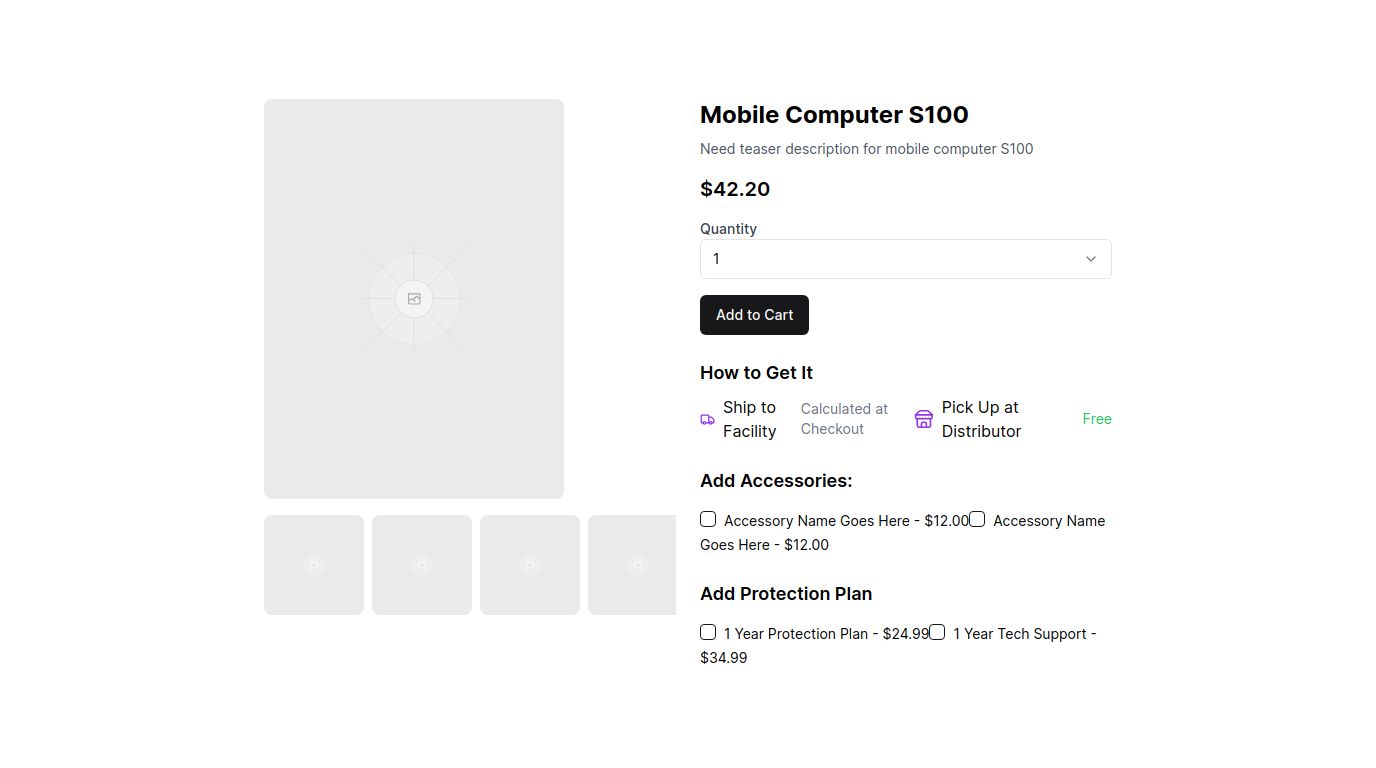 Mobile Computer S100
Need teaser description for mobile computer S100
$42.20
Quantity
1
Add to Cart
How to Get It
Ship to
Facility
Calculated at
Checkout
Pick Up at
Distributor
Free
Add Accessories:
Accessory Name Goes Here - $12.00 Accessory Name
Goes Here - $12.00
Add Protection Plan
1 Year Protection Plan - $24.99 1 Year Tech Support -
$34.99